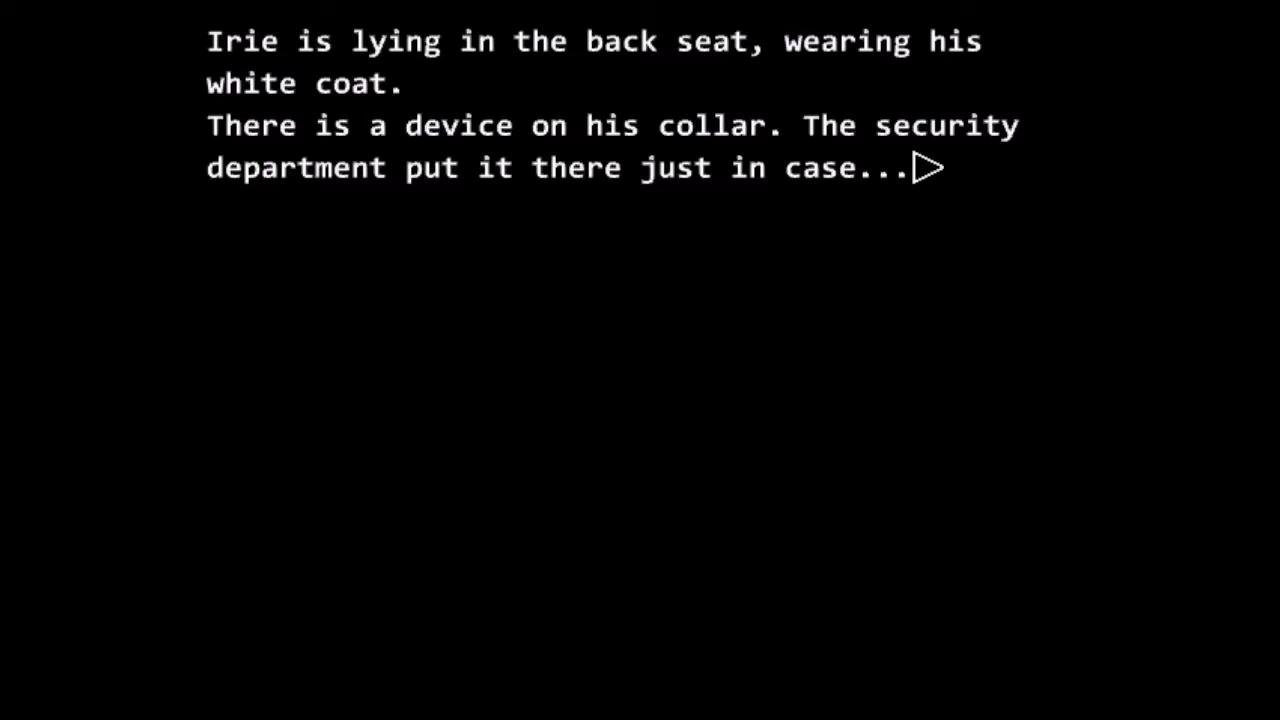 Irie is lying in the back seat, wearing his
white coat.
There is a device on his collar. The security
department put it there just in case...